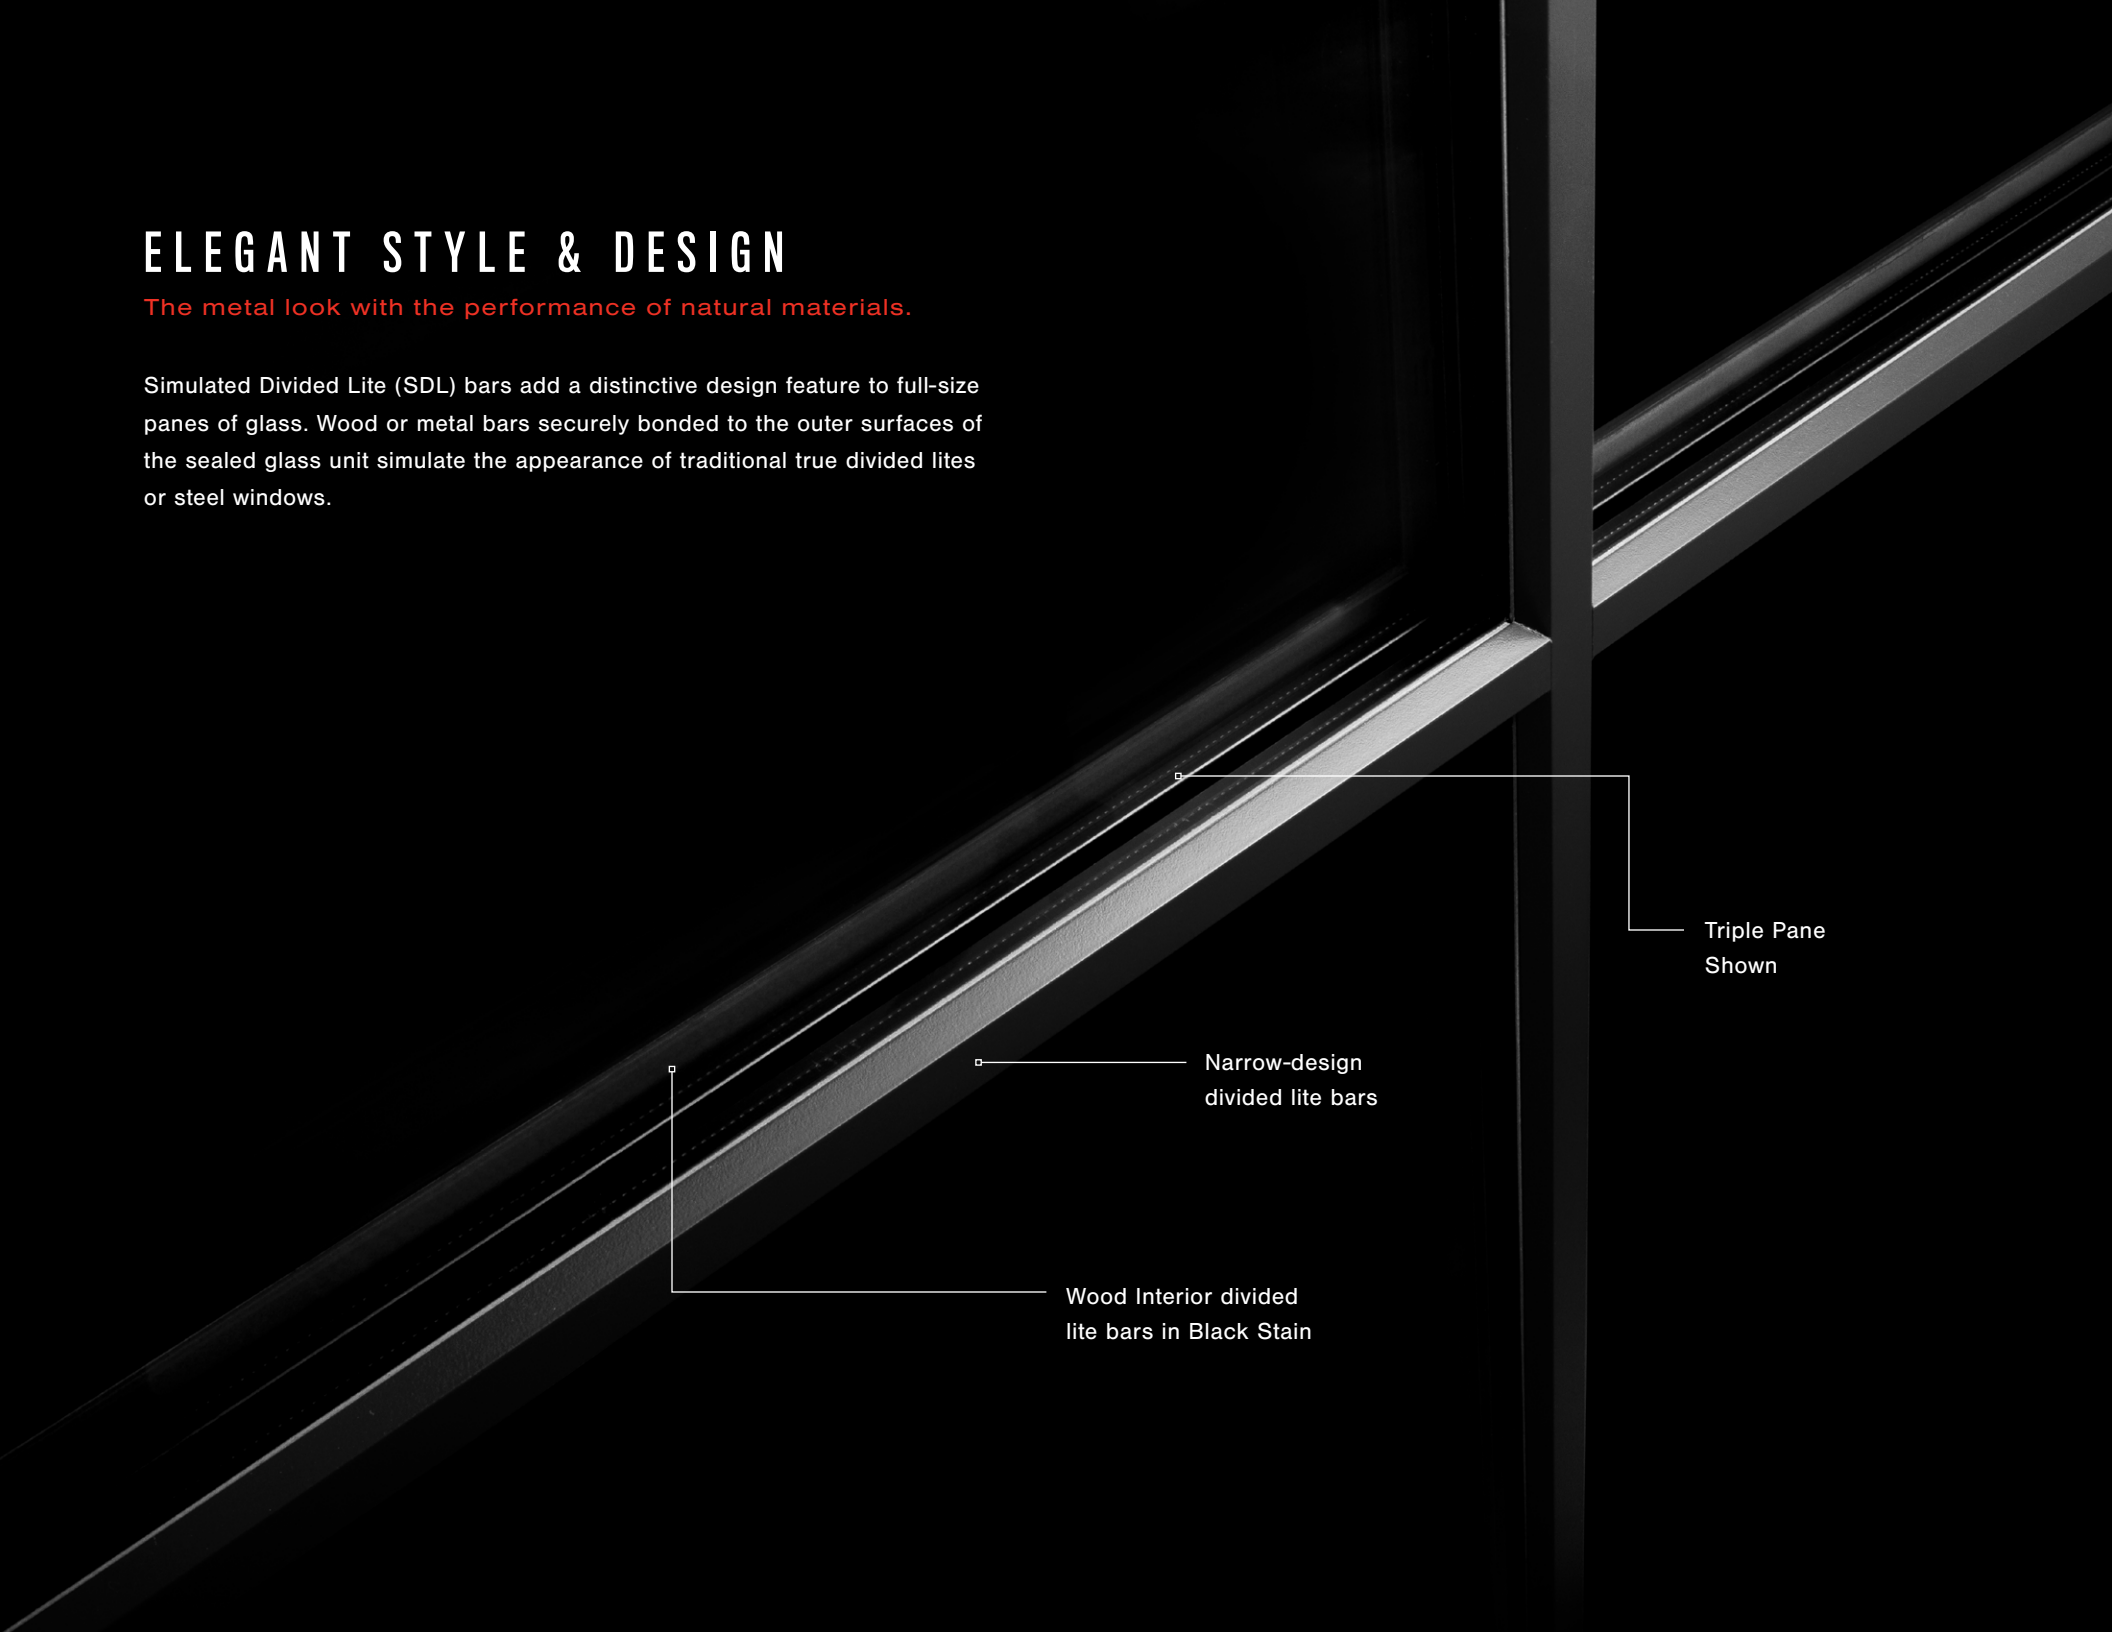 ELEGANT STYLE & DESIGN
The metal look with the performance of natural materials.
Simulated Divided Lite (SDL) bars add a distinctive design feature to full-size
panes of glass. Wood or metal bars securely bonded to the outer surfaces of
the sealed glass unit simulate the appearance of traditional true divided lites
or steel windows.
Triple Pane
Shown
Narrow-design
divided lite bars
Wood Interior divided
lite bars in Black Stain